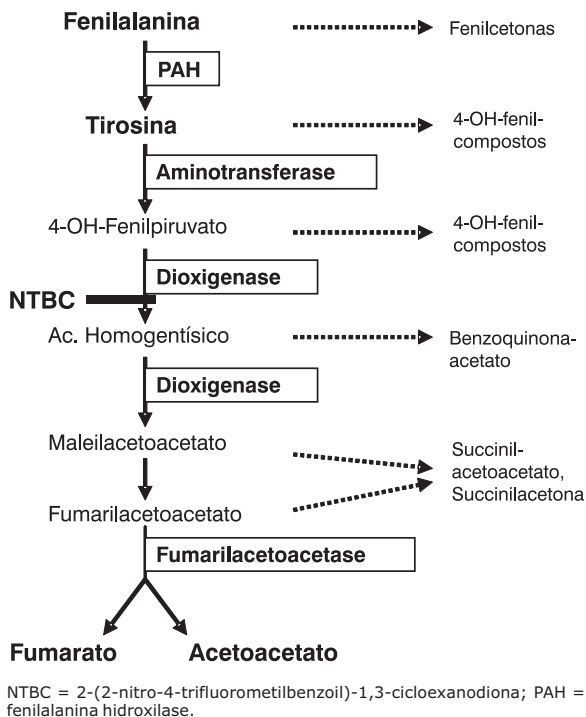 Fenilalanina
Fenilcetonas
PAH
Tirosina
4-OH-fenil-
compostos
Aminotransferase
4-OH-Fenilpiruvato
4-OH-fenil-
compostos
Dioxigenase
NTBC
Ac. Homogentísico
Benzoquinona-
acetato
Dioxigenase
Maleilacetoacetato
Succinil-
acetoacetato,
Succinilacetona
Fumarilacetoacetato
Fumarilacetoacetase
Fumarato
Acetoacetato
NTBC = 2-(2-nitro-4-trifluorometilbenzoil)-1,3-cicloexanodiona; PAH =
fenilalanina hidroxilase.